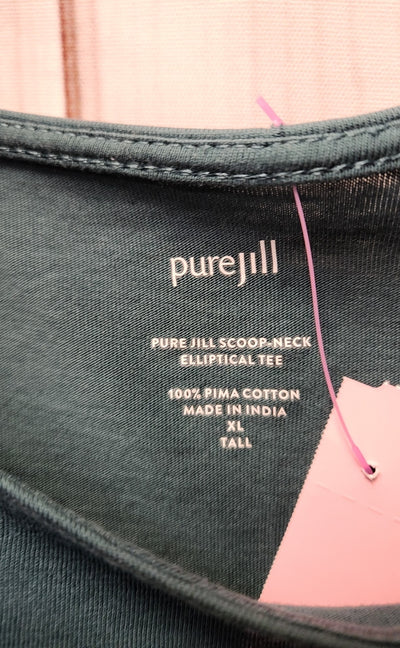 purejill
PURE JILL SCOOP-NECK
ELLIPTICAL TEE
100% PIMA COTTON
MADE IN INDIA
XL
TALL